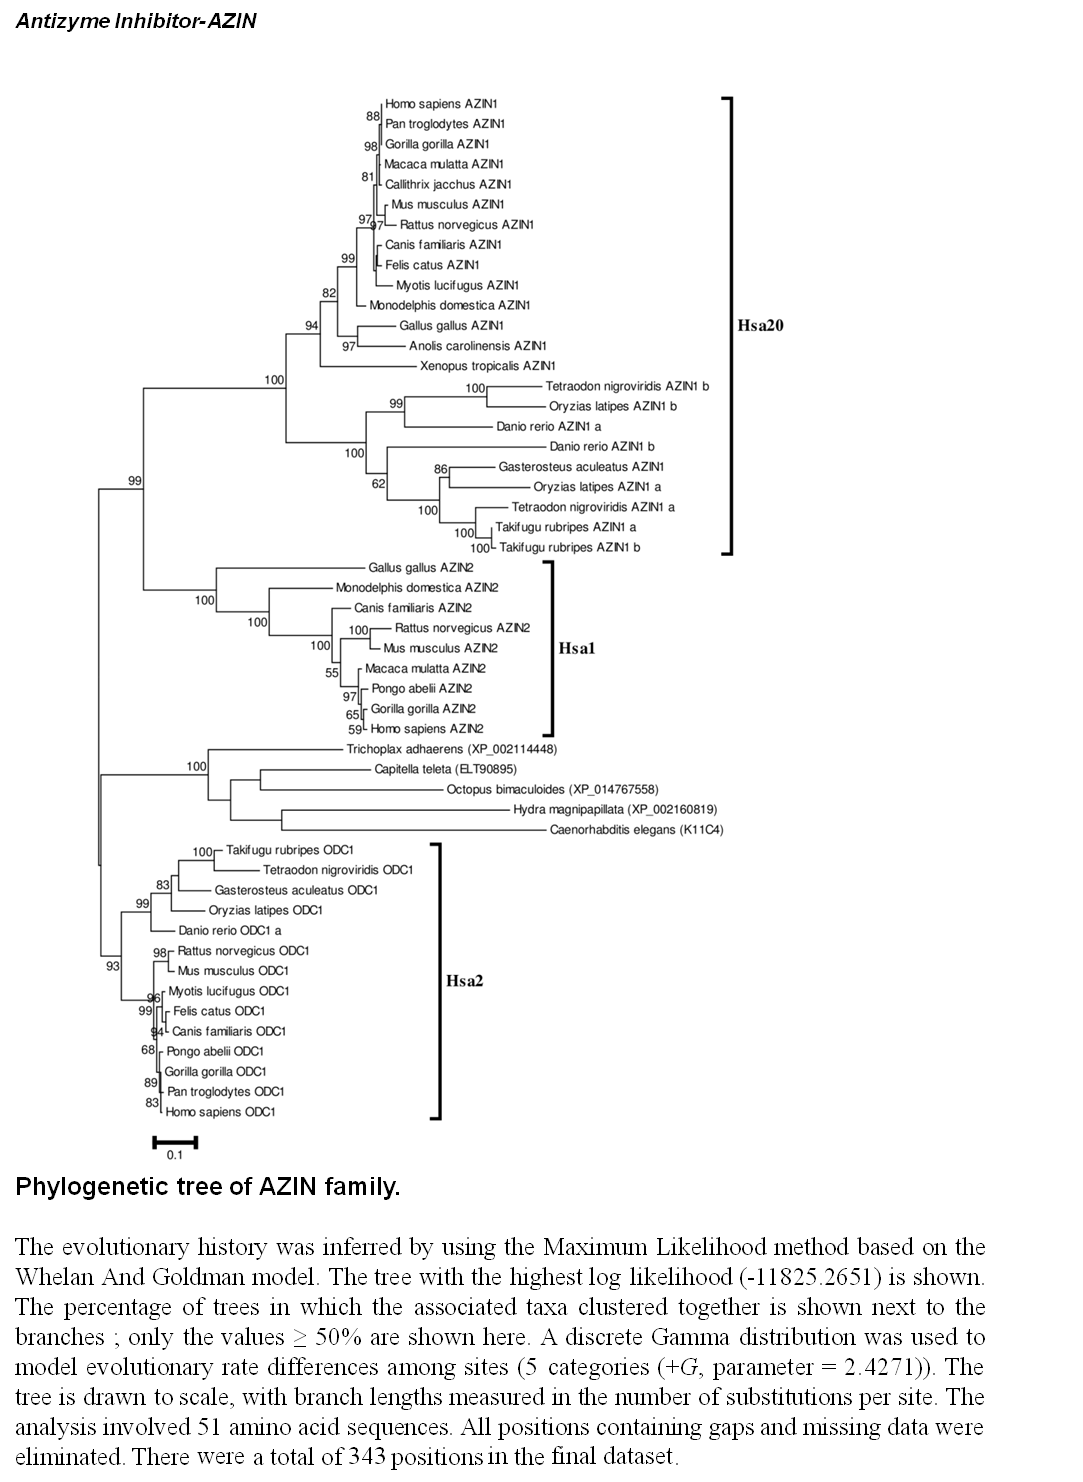 Antizyme Inhibitor-AZIN
Homo sapiens AZIN1
88
Pan troglodytes AZIN1
98
Gorilla gorilla AZIN1
Macaca mulatta AZIN1
81
Callithrix jacchus AZIN1
Mus musculus AZIN1
97
97
Rattus norvegicus AZIN1
Canis familiaris AZIN1
99
Felis catus AZIN1
Myotis lucifugus AZIN1
82
Monodelphis domestica AZIN1
94
Gallus gallus AZIN1
Hsa20
97
Anolis carolinensis AZIN1
Xenopus tropicalis AZIN1
100
100
Tetraodon nigroviridis AZIN1 b
99
Oryzias latipes AZIN1 b
Danio rerio AZIN1 a
100
Danio rerio AZIN1 b
86
Gasterosteus aculeatus AZIN1
99
62
Oryzias latipes AZIN1 a
100
Tetraodon nigroviridis AZIN1 a
100
Takifugu rubripes AZIN1 a
100
Takifugu rubripes AZIN1 b
Gallus gallus AZIN2
Monodelphis domestica AZIN2
100
Canis familiaris AZIN2
100
100
Rattus norvegicus AZIN2
100
Mus musculus AZIN2
Hsa1
55
Macaca mulatta AZIN2
Pongo abelii AZIN2
97
Gorilla gorilla AZIN2
65
59
Homo sapiens AZIN2
Trichoplax adhaerens (XP_002114448)
100
Capitella teleta (ELT90895)
Octopus bimaculoides (XP_014767558)
Hydra magnipapillata (XP_002160819)
Caenorhabditis elegans (K11C4)
100
Takifugu rubripes ODC1
Tetraodon nigroviridis ODC1
83
Gasterosteus aculeatus ODC1
99
Oryzias latipes ODC1
Danio rerio ODC1 a
98
Rattus norvegicus ODC1
93
Mus musculus ODC1
Hsa2
Myotis lucifugus ODC1
96
99
Felis catus ODC1
94
Canis familiaris ODC1
68
Pongo abelii ODC1
Gorilla gorilla ODC1
89
Pan troglodytes ODC1
83
Homo sapiens ODC1
0.1
Phylogenetic tree of AZIN family.
The evolutionary history was inferred by using the Maximum Likelihood method based on the
Whelan And Goldman model. The tree with the highest log likelihood (-11825.2651) is shown.
The percentage of trees in which the associated taxa clustered together is shown next to the
branches ; only the values ≥ 50% are shown here. A discrete Gamma distribution was used to
model evolutionary rate differences among sites (5 categories (+G, parameter = 2.4271)). The
tree is drawn to scale, with branch lengths measured in the number of substitutions per site. The
analysis involved 51 amino acid sequences. All positions containing gaps and missing data were
eliminated. There were a total of 343 positions in the final dataset.